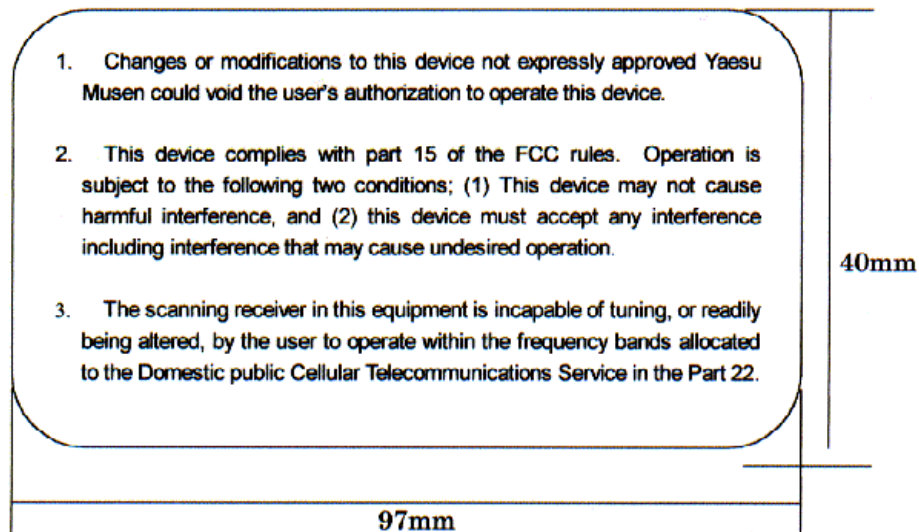 1. Changes or modifications to this device not expressly approved Yaesu
Musen could void the user's authorization to operate this device.
2. This device complies with part 15 of the FCC rules. Operation is
subject to the following two conditions; (1) This device may not cause
harmful interference, and (2) this device must accept any interference
including interference that may cause undesired operation.
3. The scanning receiver in this equipment is incapable of tuning, or readily
being altered, by the user to operate within the frequency bands allocated
to the Domestic public Cellular Telecommunications Service in the Part 22.
40mm
97mm